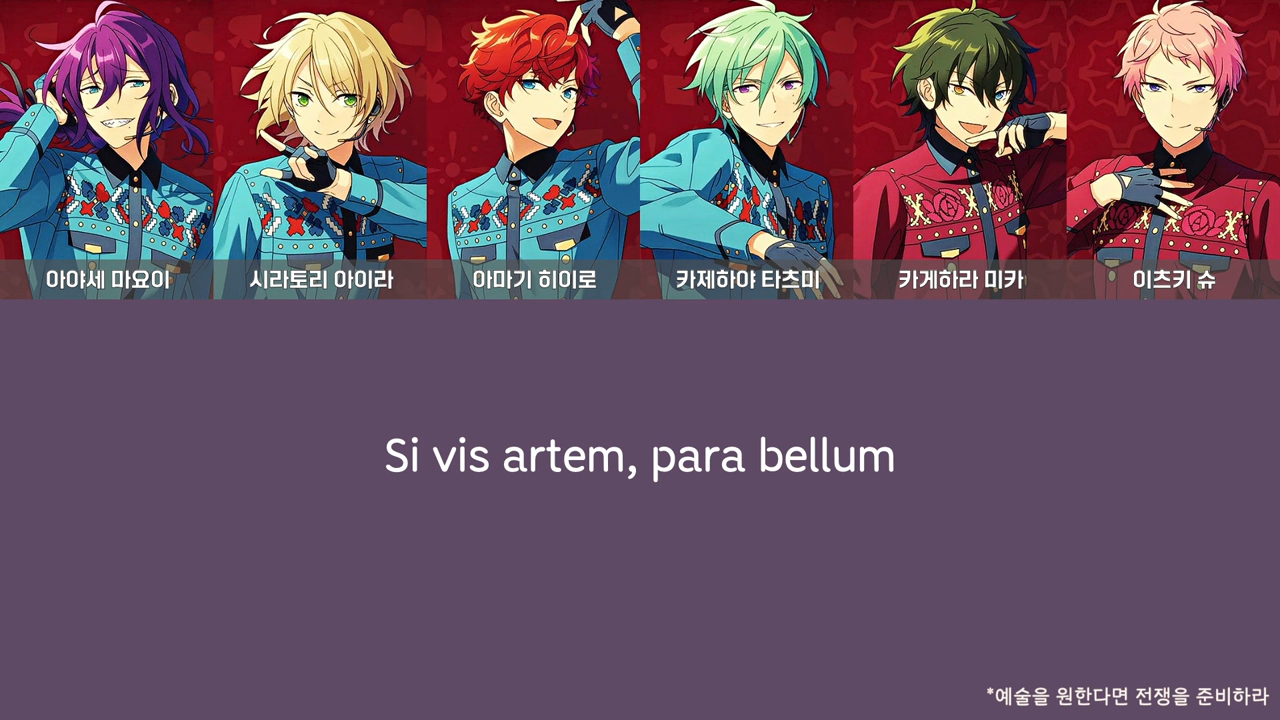 아야세 마요이
시라토리 아이라
아마기 히이로
카제하야 타츠미
카게하라 미카
이츠키 슈
Si vis artem, para bellum
*예술을 원한다면 전쟁을 준비하라